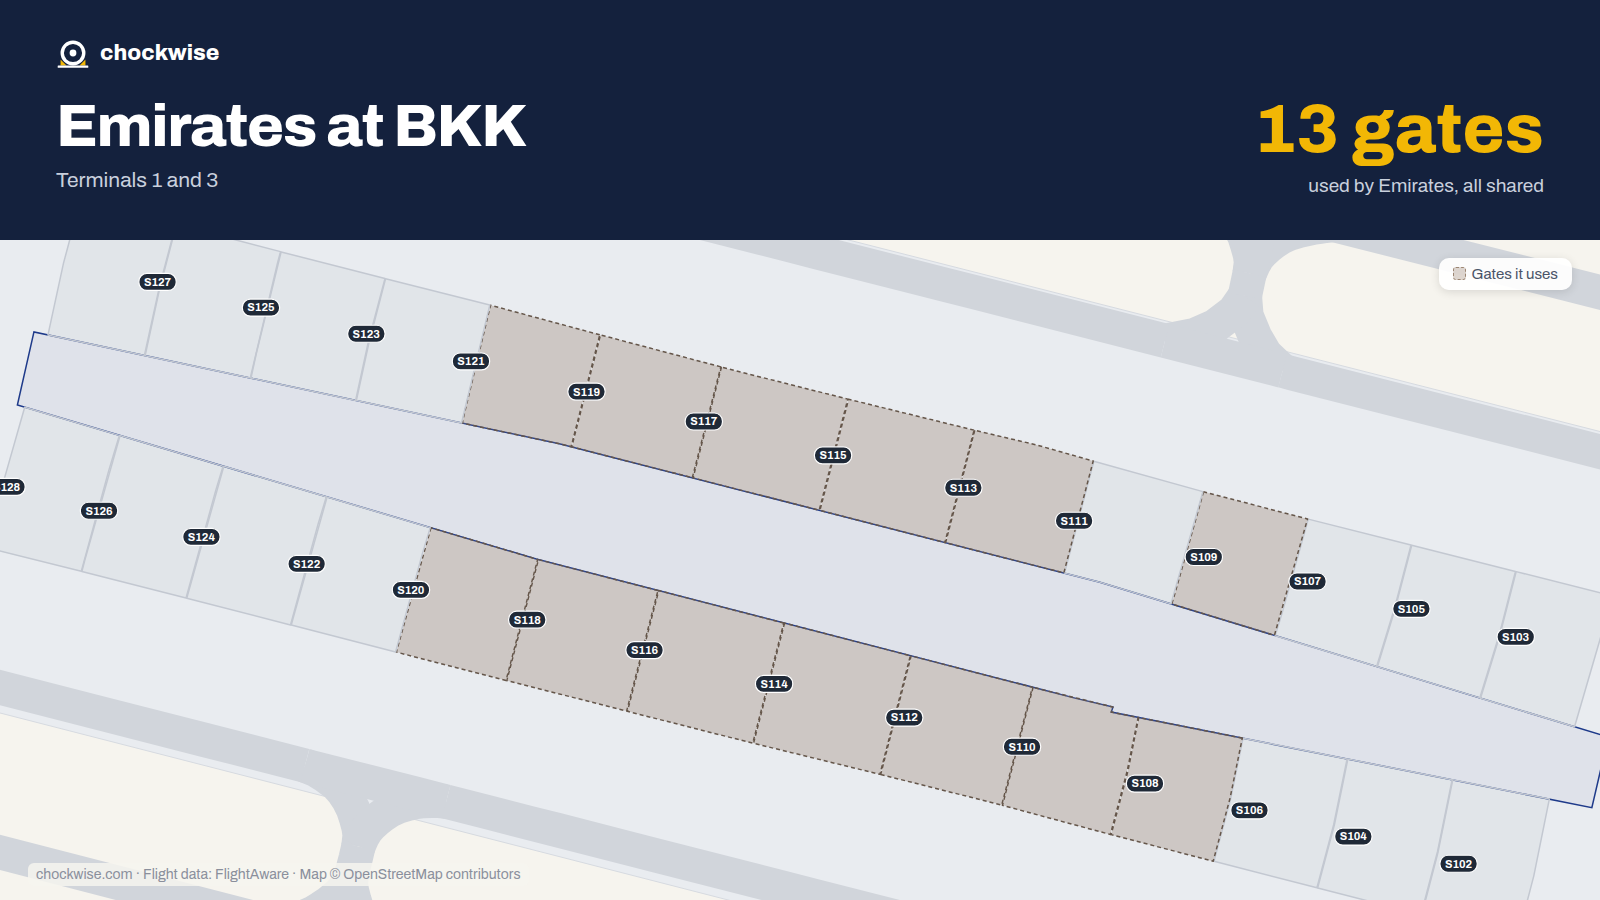 chockwise
Emirates at BKK
Terminals 1 and 3
13 gates
used by Emirates, all shared
Gates it uses
S127
S125
S123
S121
S119
S117
S115
S113
S111
S109
S107
S105
S103
128
S126
S124
S122
S120
S118
S116
S114
S112
S110
S108
S106
S104
S102
chockwise.com · Flight data: FlightAware · Map © OpenStreetMap contributors